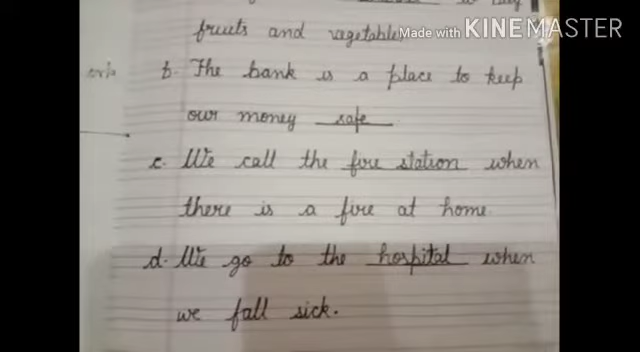 fruits and vegetables
Made with KINEMASTER
b. The bank is a place to keep
our money safe.
c. We call the fire station when
there is a fire at home.
d. We go to the hospital when
we fall sick.